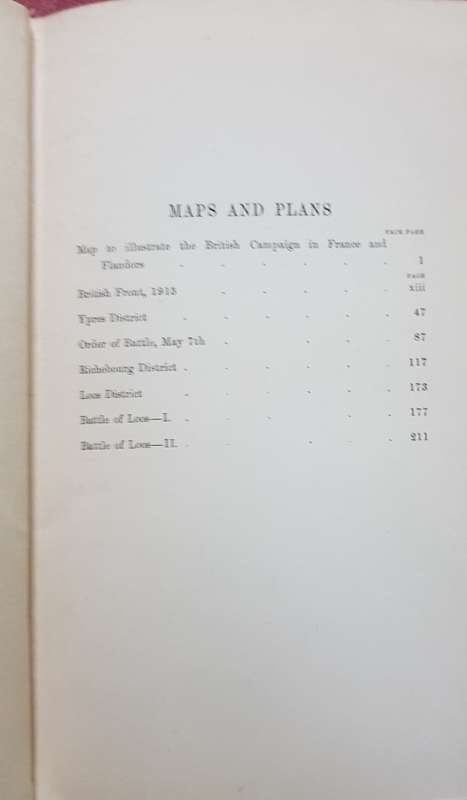 MAPS AND PLANS
FACE PAGE
Map to illustrate the British Campaign in France and
Flanders . . . . . . 1
PAGE
British Front, 1915 . . . . . xiii
Ypres District . . . . . . 47
Order of Battle, May 7th . . . . 87
Richebourg District . . . . . . 117
Loos District . . . . . . 173
Battle of Loos—I. . . . . . 177
Battle of Loos—II. . . . . . 211